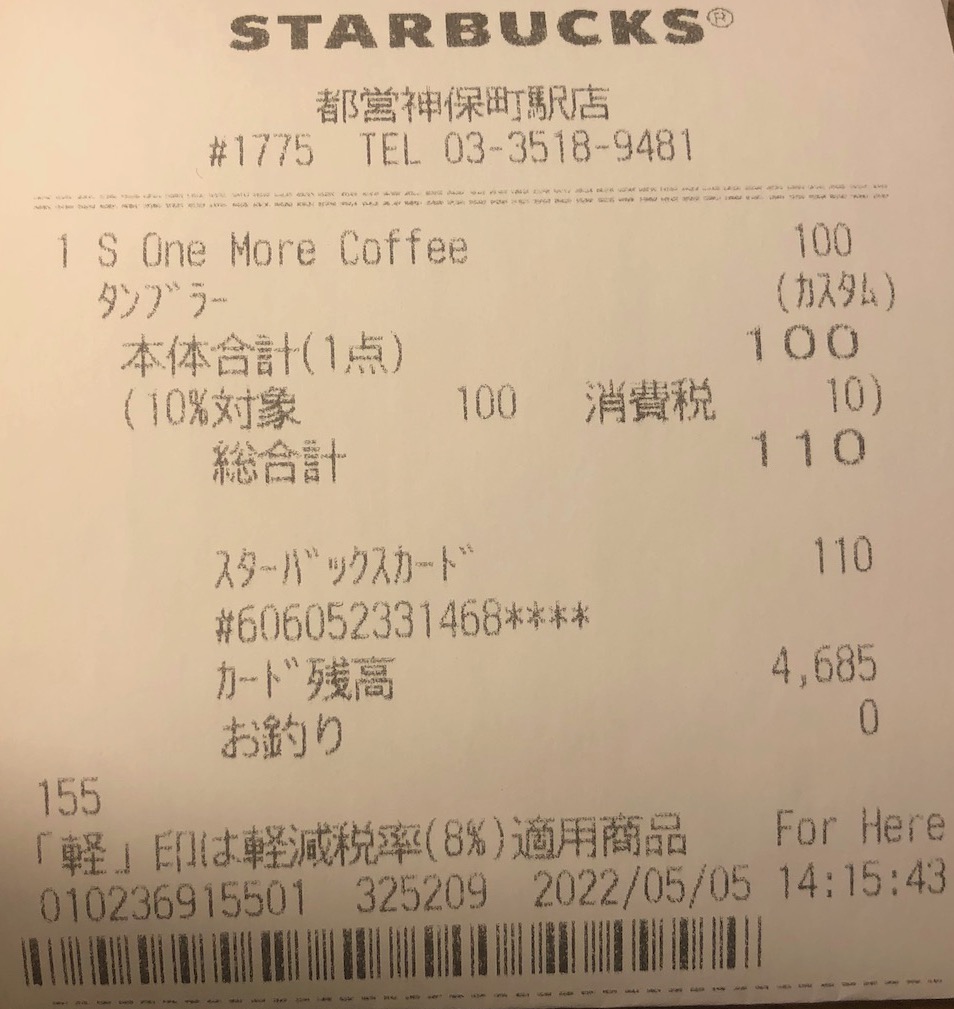 STARBUCKS®
都営神保町駅店
#1775 TEL 03-3518-9481
1 S One More Coffee 100
ﾀﾝﾌﾞﾗｰ (ｶｽﾀﾑ)
本体合計(1点) 100
(10%対象 100 消費税 10)
総合計 110
ｽﾀｰﾊﾞｯｸｽｶｰﾄﾞ 110
#606052331468****
ｶｰﾄﾞ残高 4,685
お釣り 0
155
「軽」印は軽減税率(8%)適用商品 For Here
010236915501 325209 2022/05/05 14:15:43